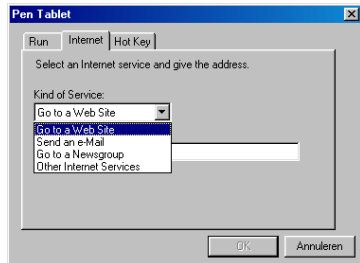 Pen Tablet
Run Internet Hot Key
Select an Internet service and give the address.
Kind of Service:
Go to a Web Site
Go to a Web Site
Send an e-Mail
Go to a Newsgroup
Other Internet Services
OK Annuleren